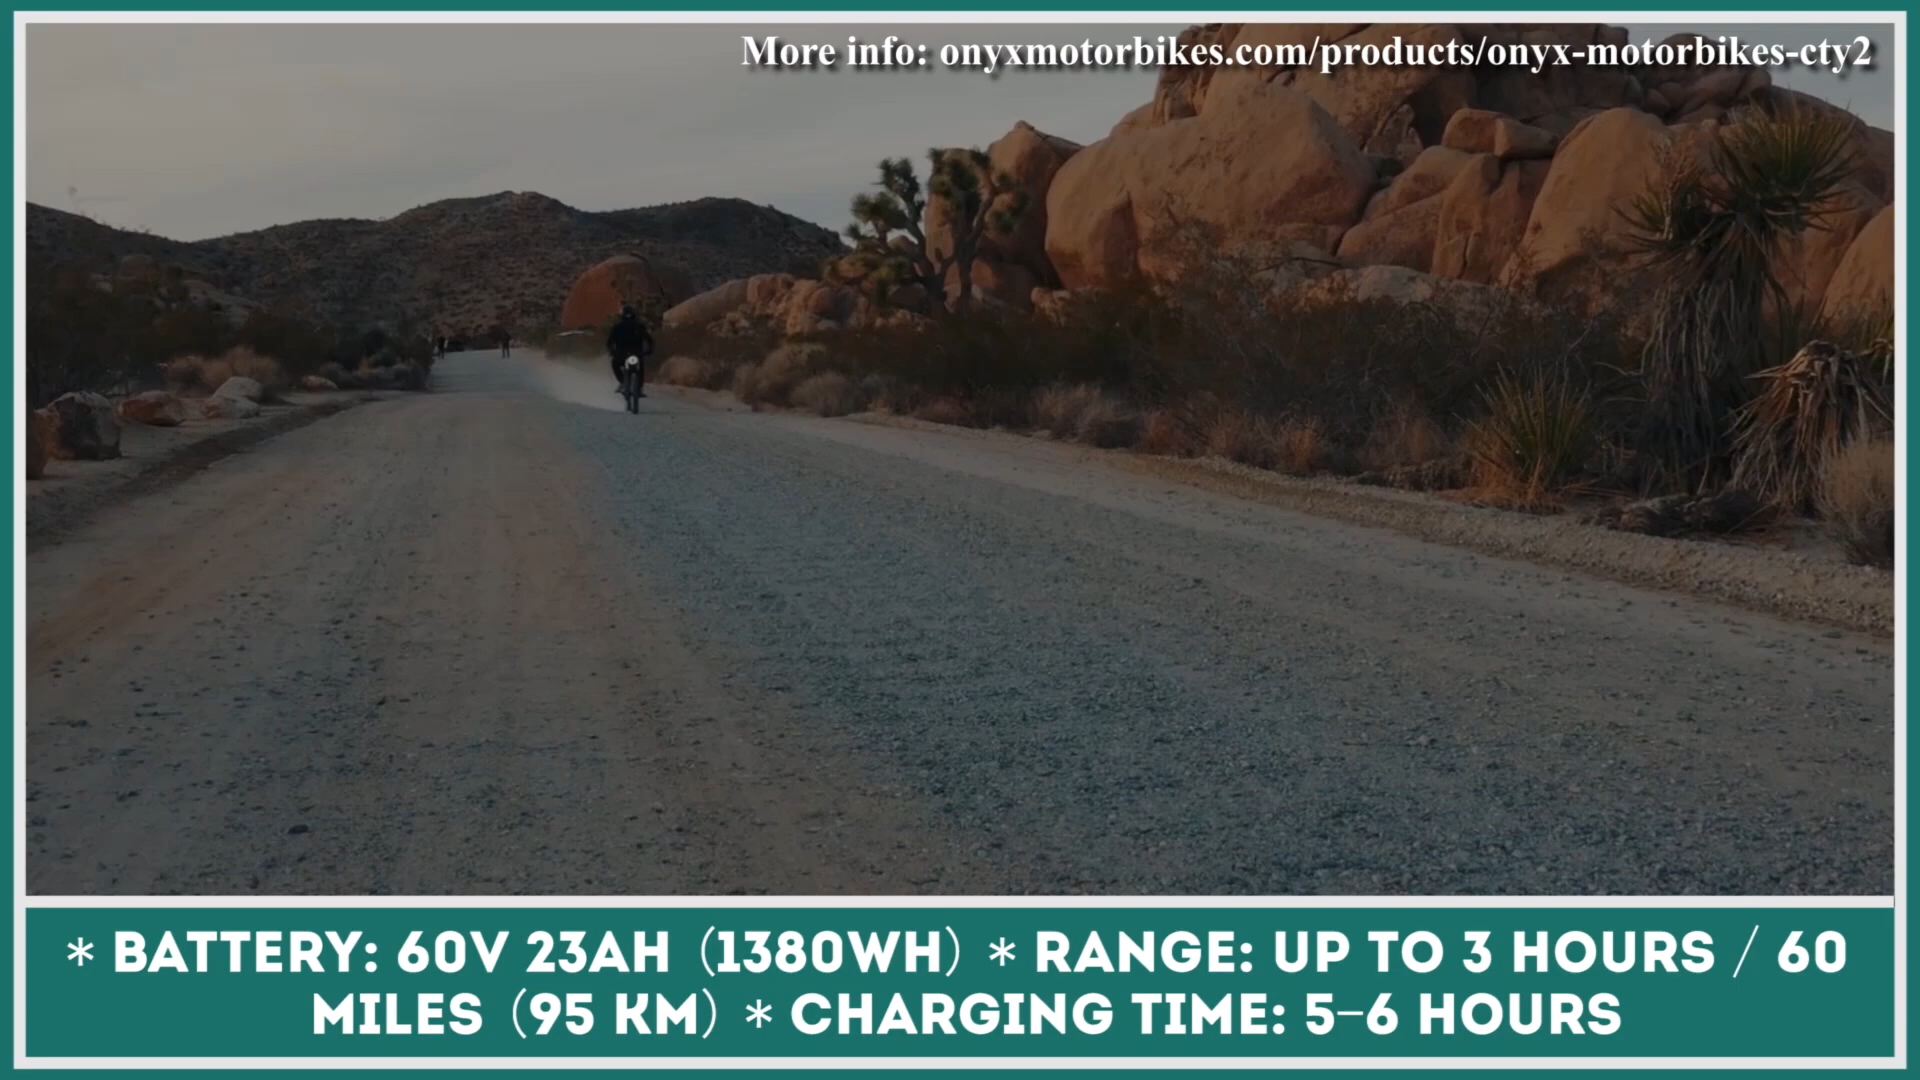 More info: onyxmotorbikes.com/products/onyx-motorbikes-cty2
* BATTERY: 60V 23AH (1380WH) * RANGE: UP TO 3 HOURS / 60
MILES (95 KM) * CHARGING TIME: 5–6 HOURS